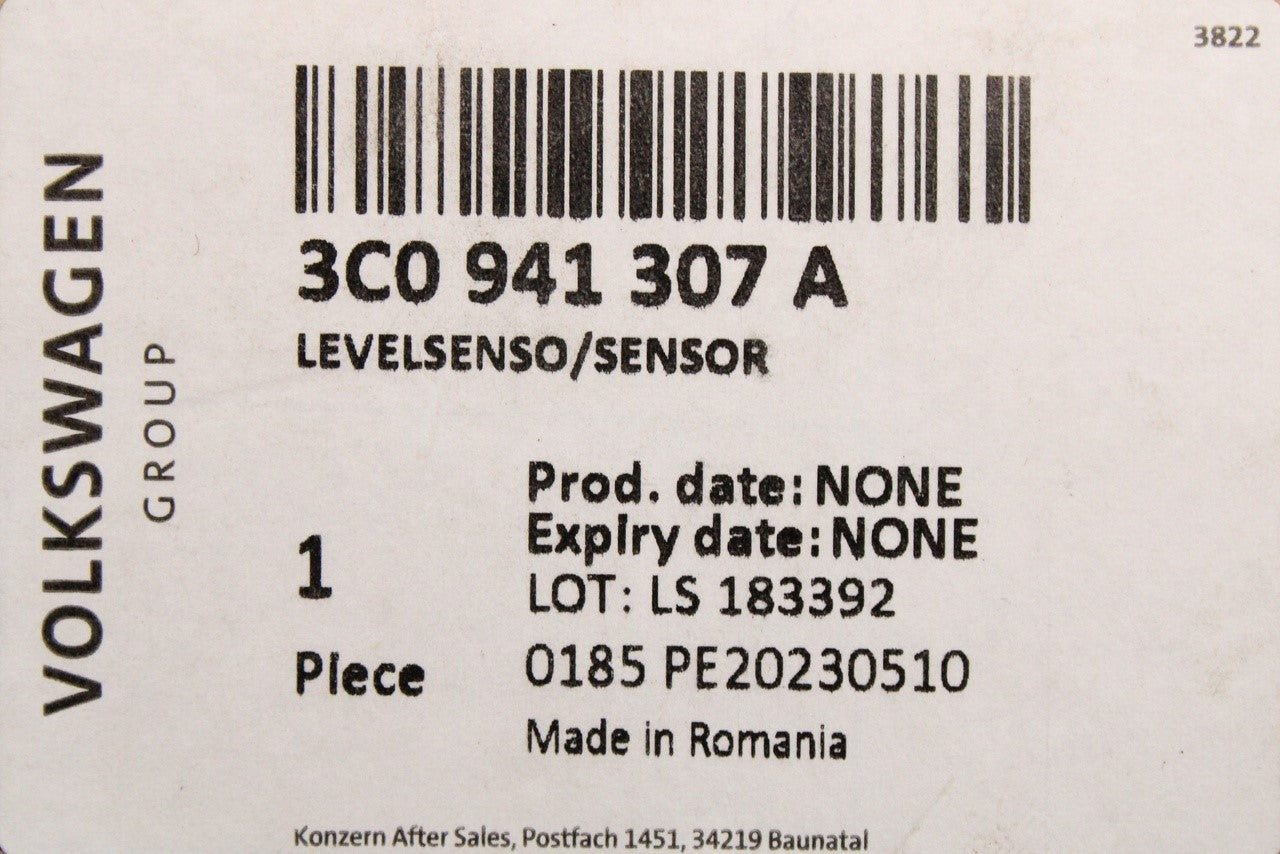 3822
VOLKSWAGEN
GROUP
3C0 941 307 A
LEVELSENSO/SENSOR
Prod. date: NONE
Expiry date: NONE
1
LOT: LS 183392
Piece
0185 PE20230510
Made in Romania
Konzern After Sales, Postfach 1451, 34219 Baunatal